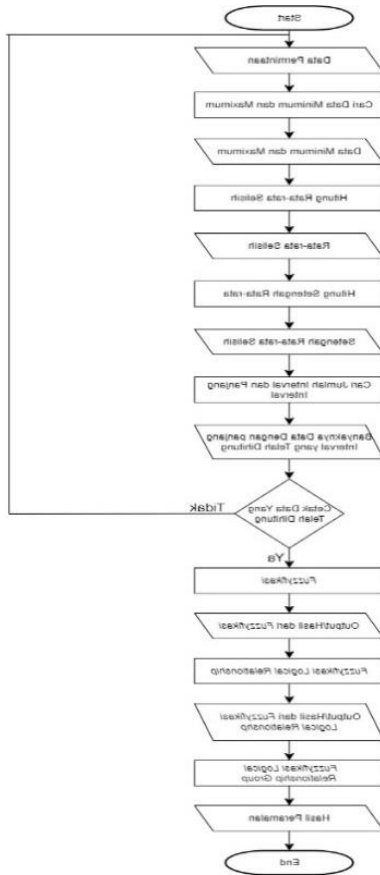 Start
Data Permintaan
Cari Data Minimum dan Maximum
Data Minimum dan Maximum
Hitung Rata-rata Selisih
Rata-rata Selisih
Hitung Setengah Rata-rata
Setengah Rata-rata Selisih
Cari Jumlah Interval dan Panjang
Interval
Banyaknya Data Dengan panjang
Interval yang Telah Dihitung
Cetak Data Yang
Telah Dihitung
Tidak
Ya
Fuzzyfikasi
Output/Hasil dari Fuzzyfikasi
Fuzzyfikasi Logical Relationship
Output/Hasil dari Fuzzyfikasi
Logical Relationship
Fuzzyfikasi Logical
Relationship Group
Hasil Peramalan
End